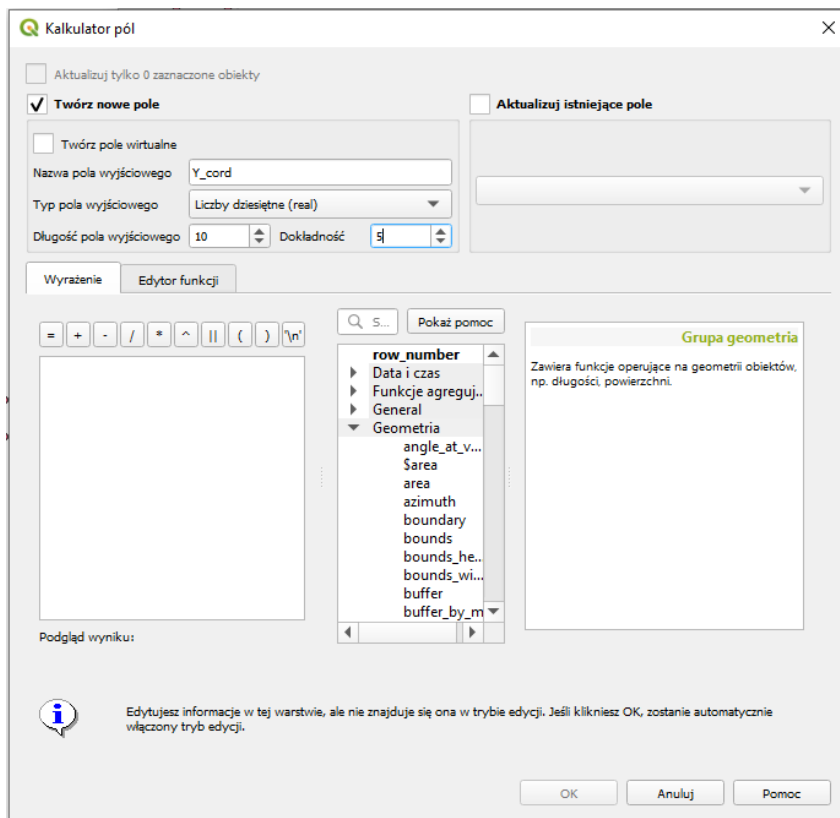 Kalkulator pól
Aktualizuj tylko 0 zaznaczone obiekty
Twórz nowe pole
Aktualizuj istniejące pole
Twórz pole wirtualne
Nazwa pola wyjściowego Y_cord
Typ pola wyjściowego Liczby dziesiętne (real)
Długość pola wyjściowego 10 Dokładność 5
Wyrażenie Edytor funkcji
= + - / * ^ || ( ) '\n'
S... Pokaż pomoc
row_number
Data i czas
Funkcje agreguj...
General
Geometria
angle_at_v...
$area
area
azimuth
boundary
bounds
bounds_he...
bounds_wi...
buffer
buffer_by_m
Grupa geometria
Zawiera funkcje operujące na geometrii obiektów,
np. długości, powierzchni.
Podgląd wyniku:
Edytujesz informacje w tej warstwie, ale nie znajduje się ona w trybie edycji. Jeśli klikniesz OK, zostanie automatycznie
włączony tryb edycji.
OK Anuluj Pomoc